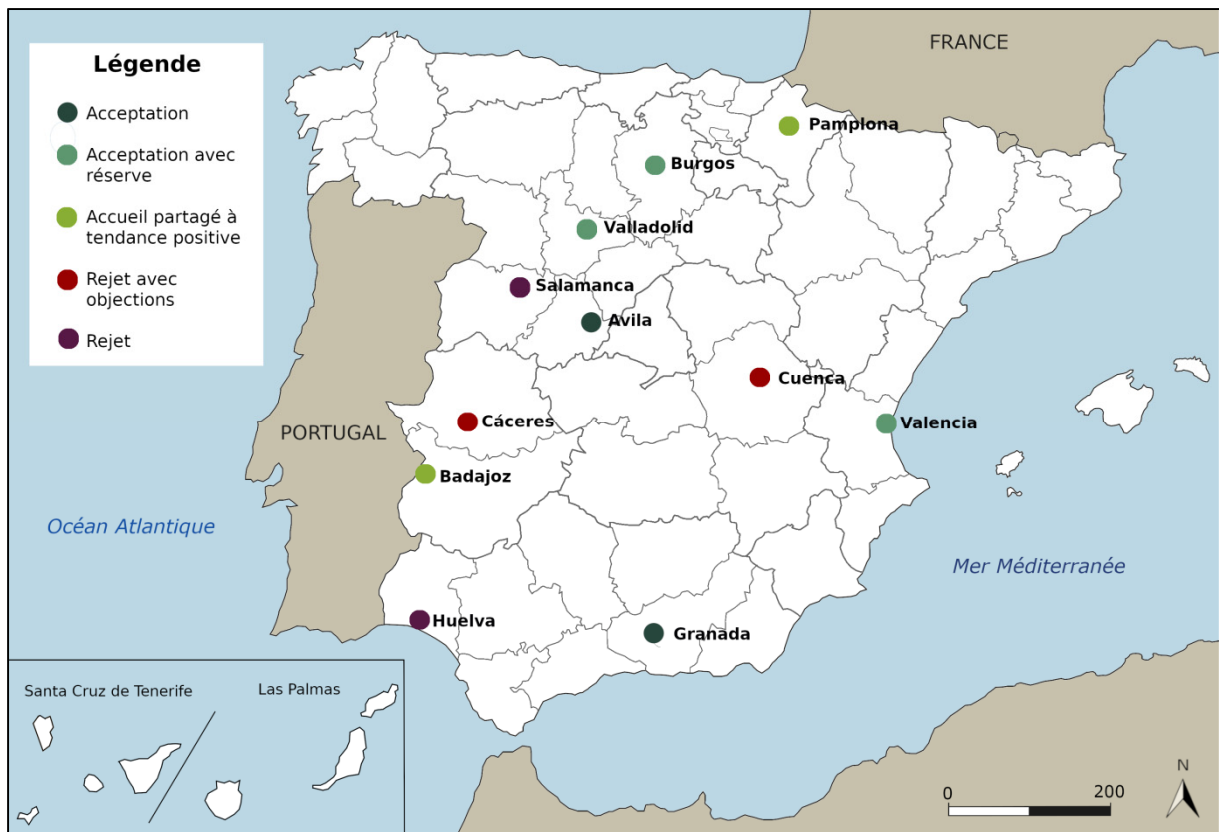 Légende
Acceptation
Acceptation avec
réserve
Accueil partagé à
tendance positive
Rejet avec
objections
Rejet
FRANCE
Pamplona
Burgos
Valladolid
Salamanca
Avila
Cuenca
Cáceres
Valencia
PORTUGAL
Badajoz
Océan Atlantique
Mer Méditerranée
Huelva
Granada
Santa Cruz de Tenerife
Las Palmas
N
0 200